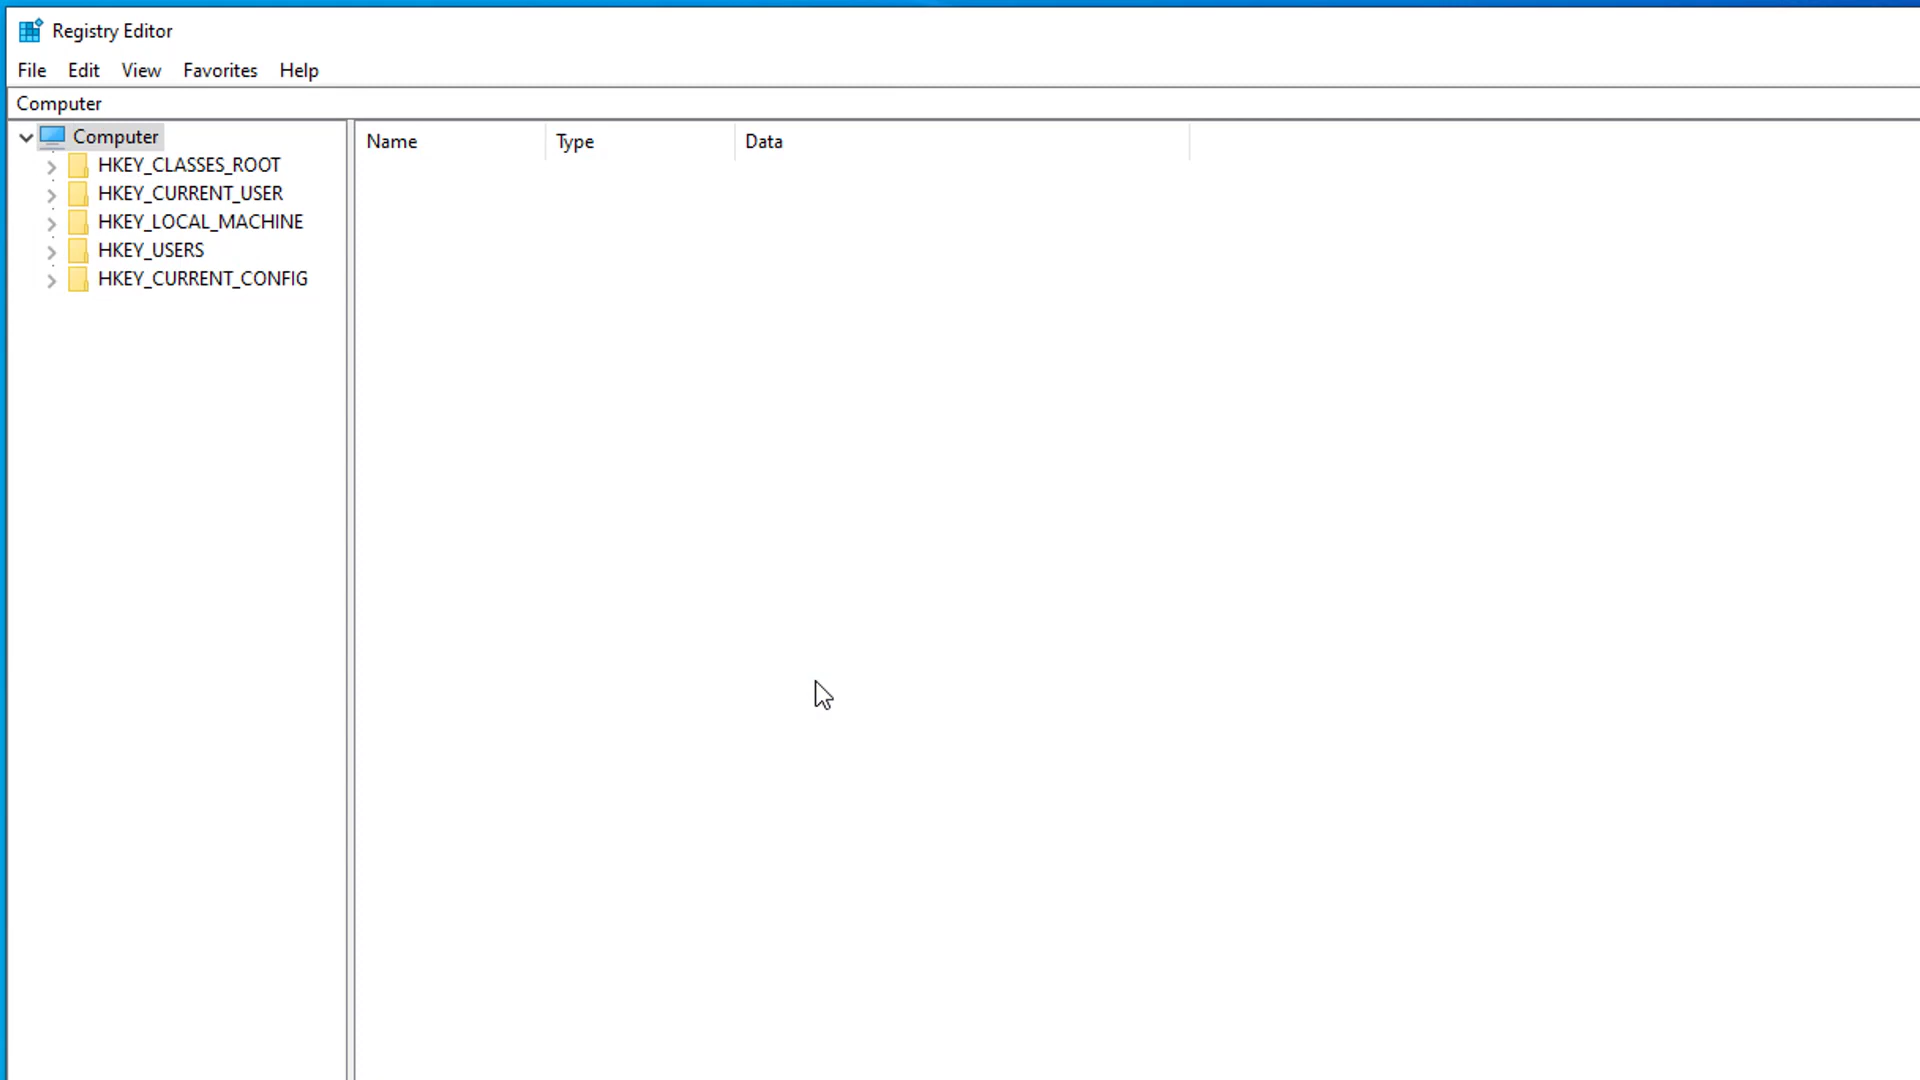 Registry Editor
File Edit View Favorites Help
Computer
Computer
HKEY_CLASSES_ROOT
HKEY_CURRENT_USER
HKEY_LOCAL_MACHINE
HKEY_USERS
HKEY_CURRENT_CONFIG
Name Type Data